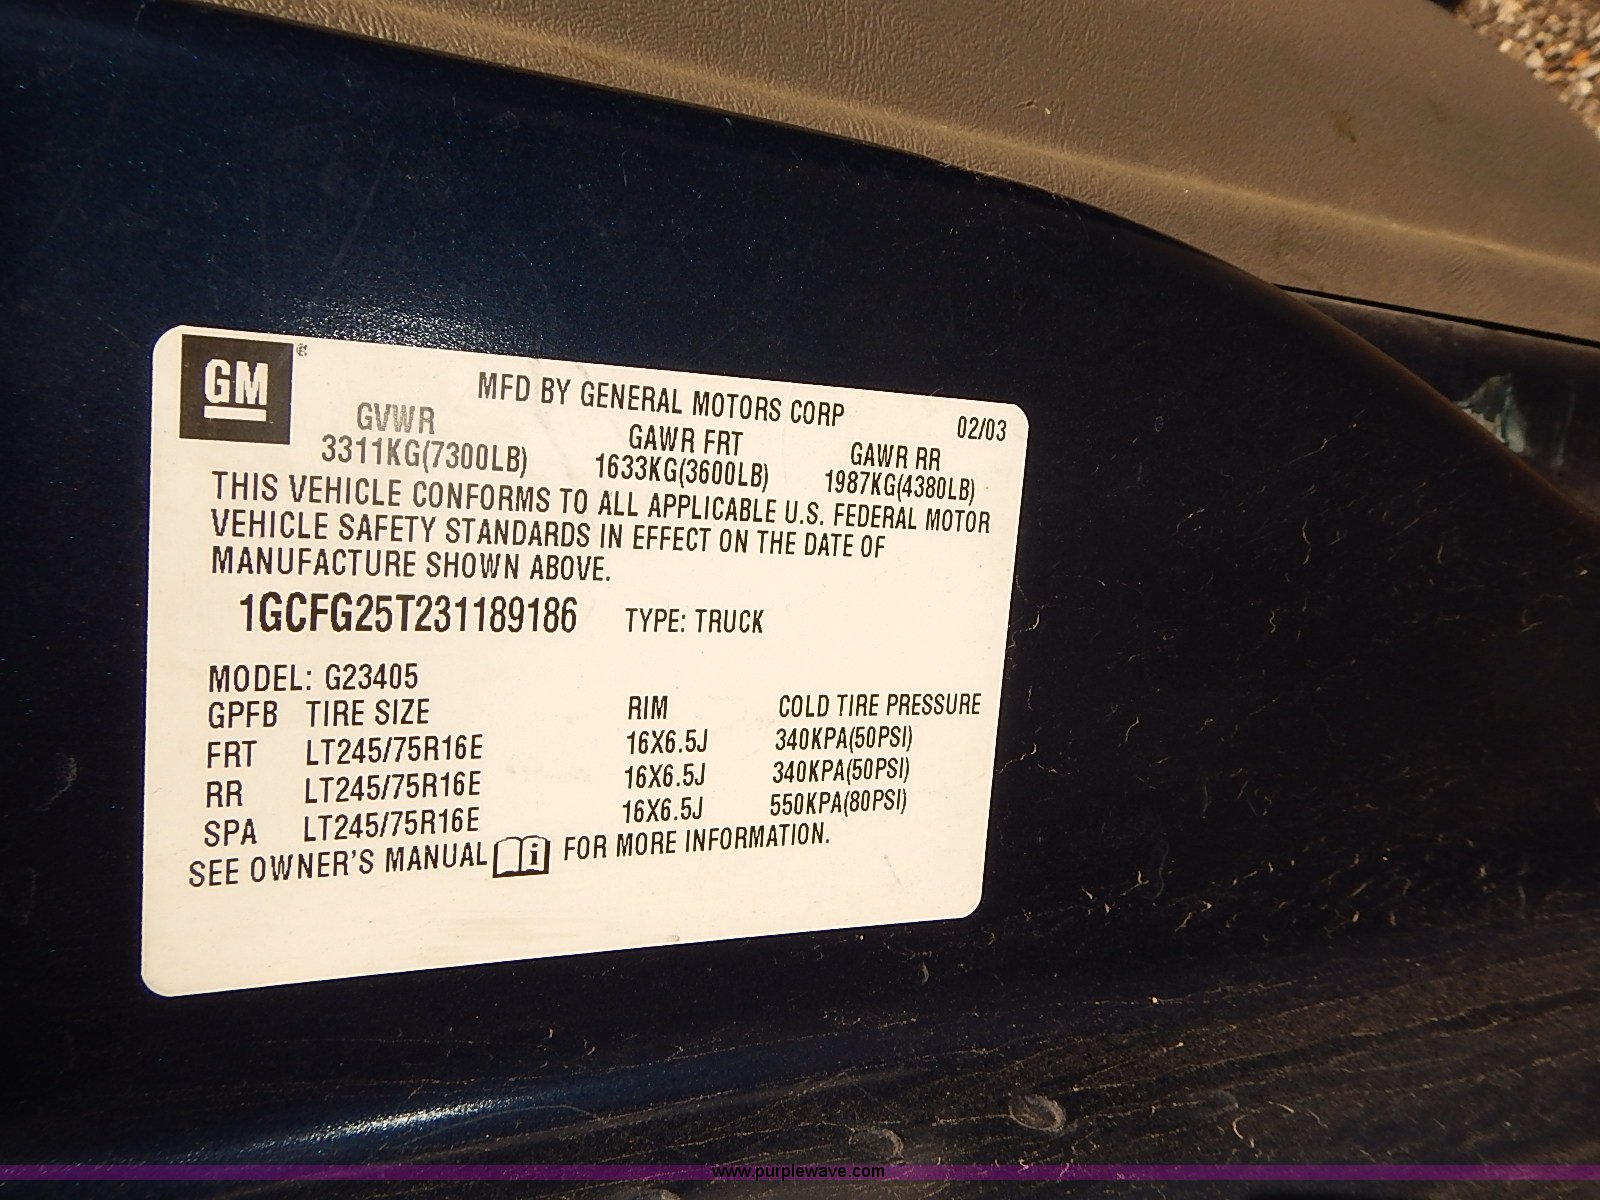 GM
MFD BY GENERAL MOTORS CORP
02/03
GVWR GAWR FRT GAWR RR
3311KG(7300LB) 1633KG(3600LB) 1987KG(4380LB)
THIS VEHICLE CONFORMS TO ALL APPLICABLE U.S. FEDERAL MOTOR
VEHICLE SAFETY STANDARDS IN EFFECT ON THE DATE OF
MANUFACTURE SHOWN ABOVE.
1GCFG25T231189186 TYPE: TRUCK
MODEL: G23405
GPFB TIRE SIZE RIM COLD TIRE PRESSURE
FRT LT245/75R16E 16X6.5J 340KPA(50PSI)
RR LT245/75R16E 16X6.5J 340KPA(50PSI)
SPA LT245/75R16E 16X6.5J 550KPA(80PSI)
SEE OWNER'S MANUAL i FOR MORE INFORMATION.
www.purplewave.com